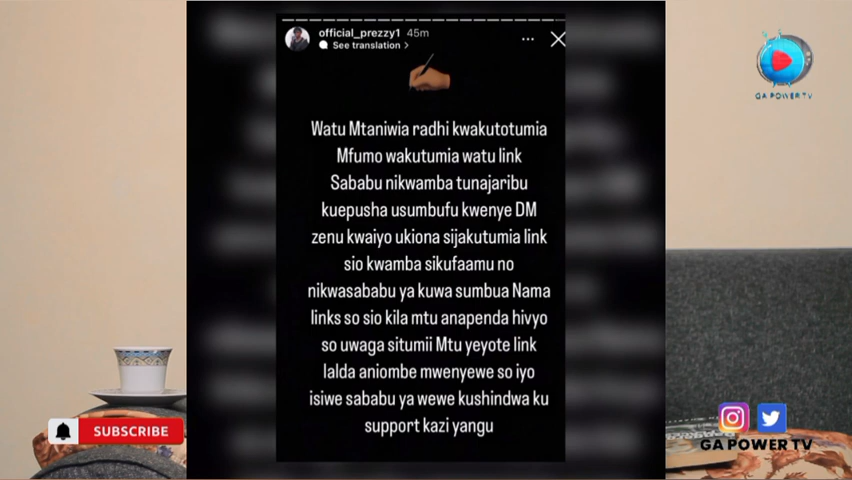 official_prezzy1 45m
See translation >
Watu Mtaniwia radhi kwakutotumia
Mfumo wakutumia watu link
Sababu nikwamba tunajaribu
kuepusha usumbufu kwenye DM
zenu kwaiyo ukiona sijakutumia link
sio kwamba sikufaamu no
nikwasababu ya kuwa sumbua Nama
links so sio kila mtu anapenda hivyo
so uwaga situmii Mtu yeyote link
lalda aniombe mwenyewe so iyo
isiwe sababu ya wewe kushindwa ku
support kazi yangu
GA POWER TV
SUBSCRIBE
GA POWER TV